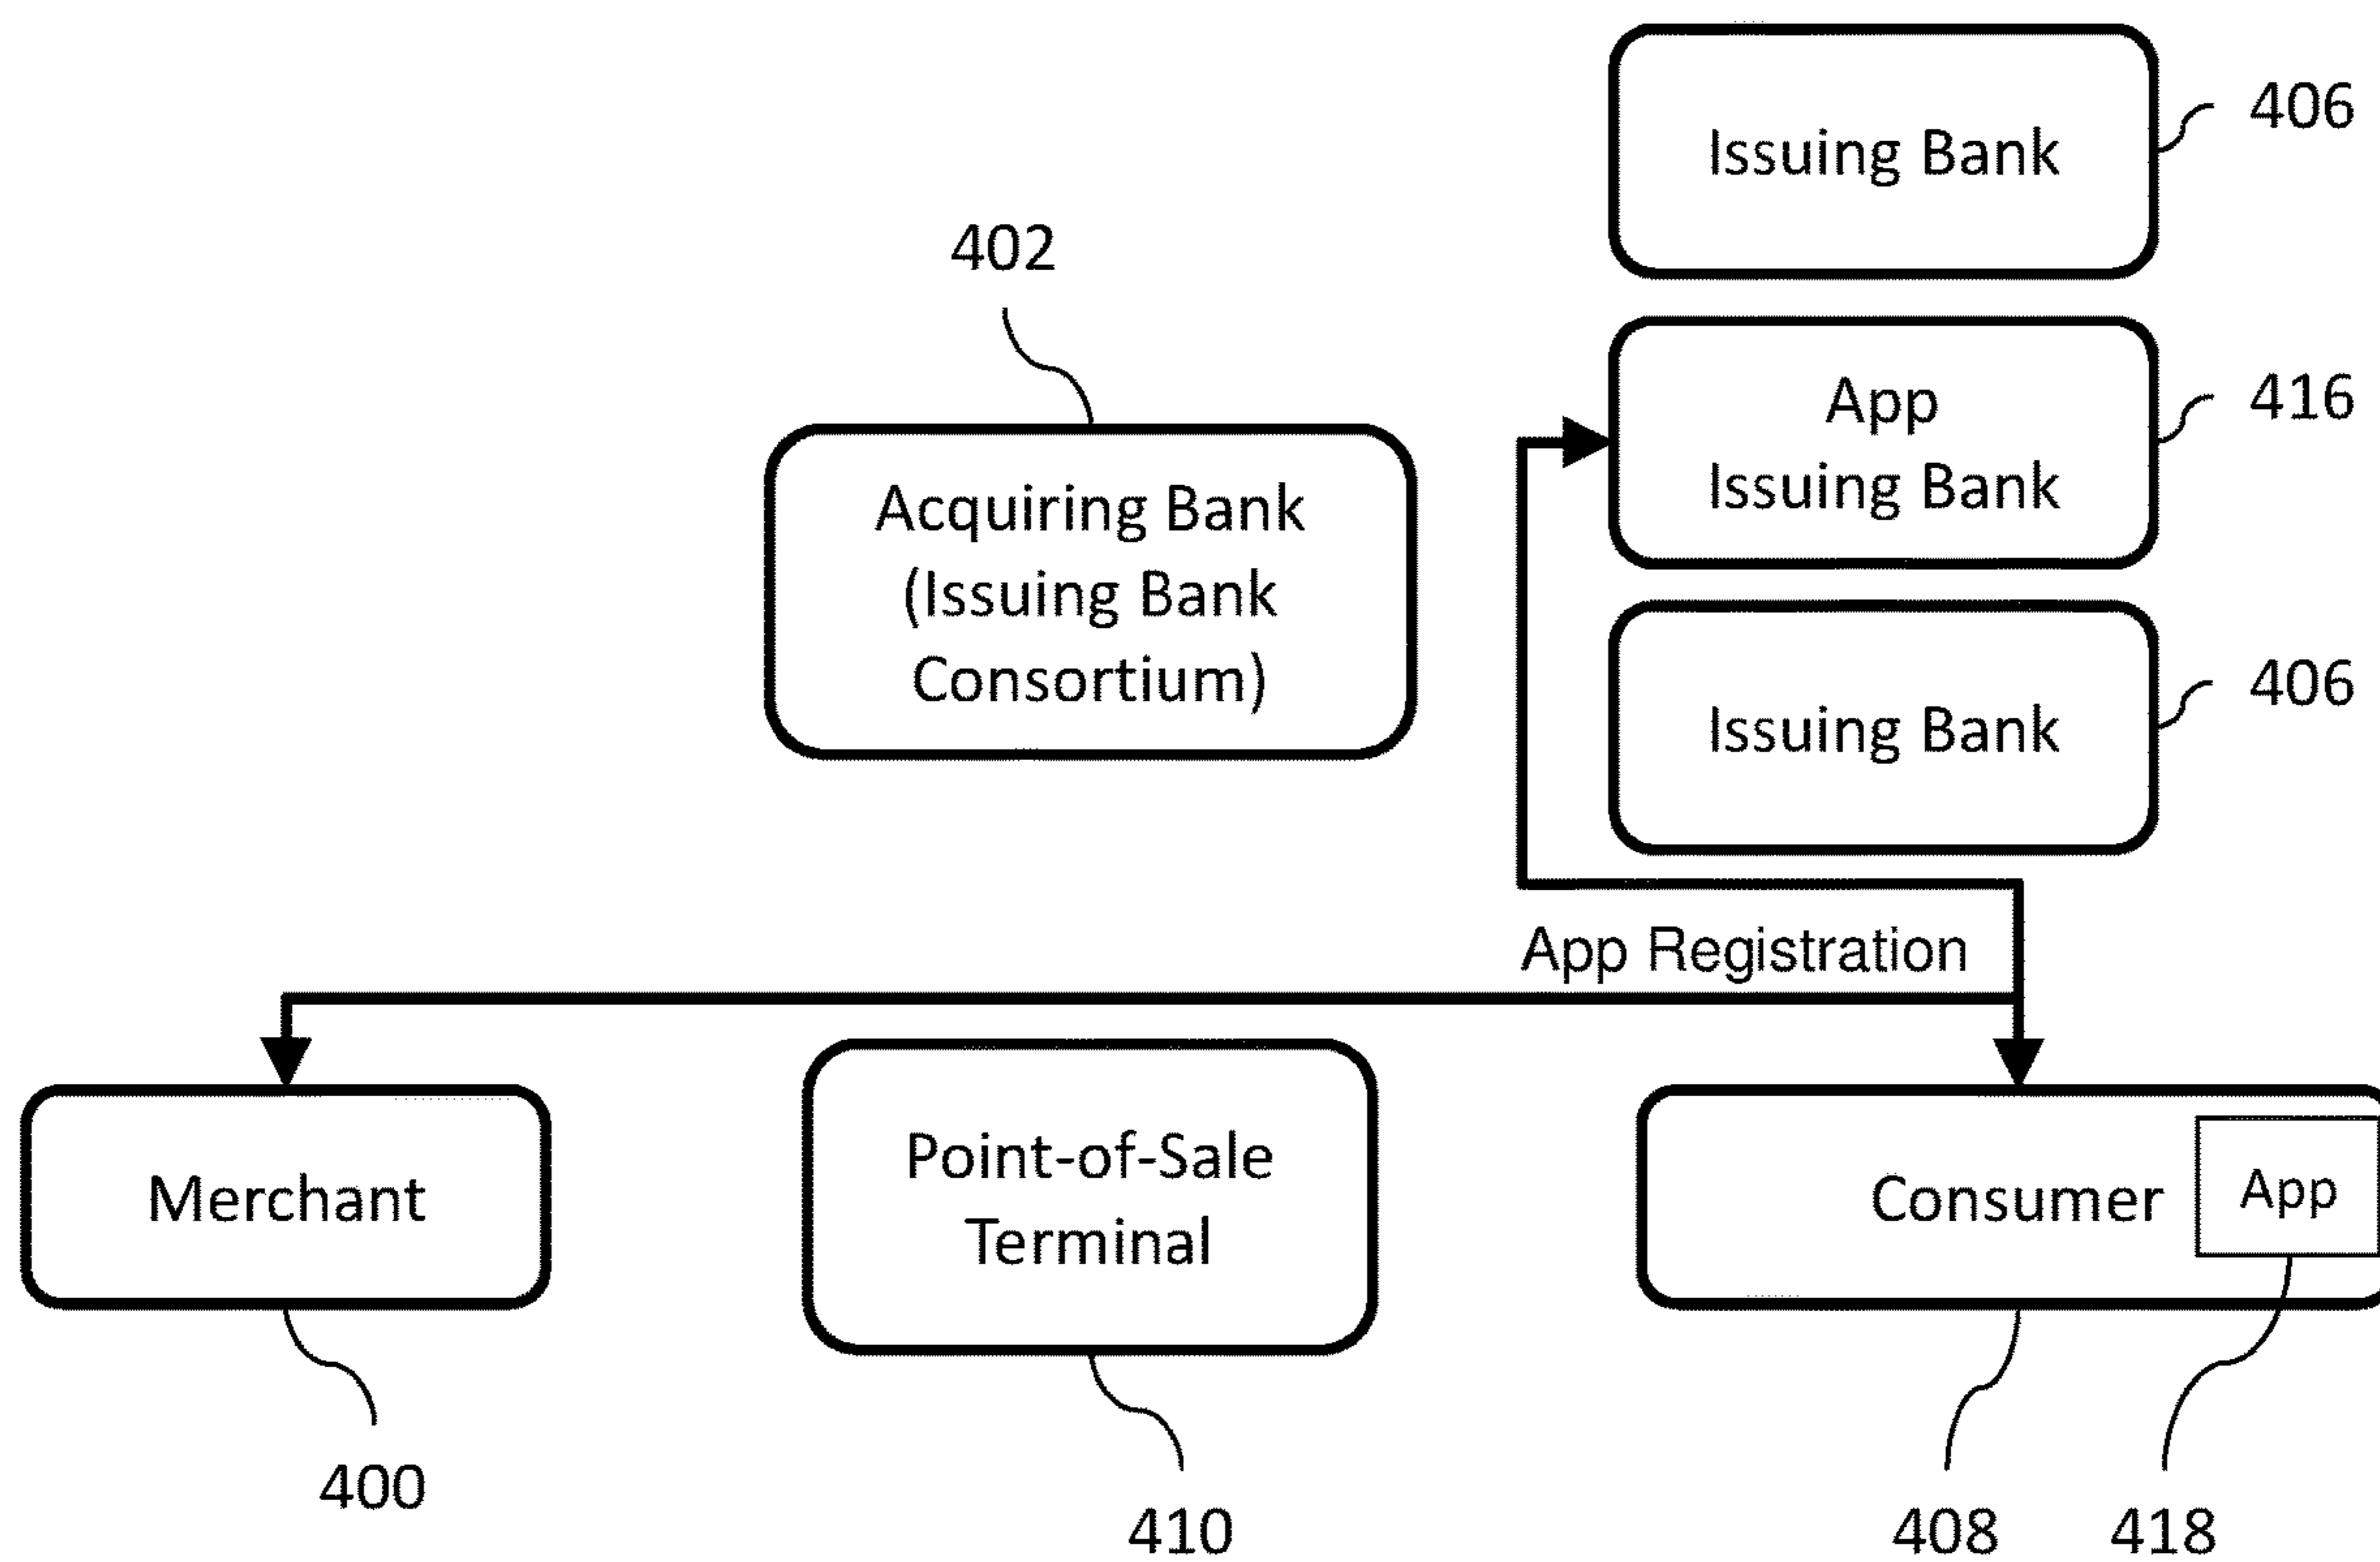 Issuing Bank
406
402
App
Issuing Bank
416
Acquiring Bank
(Issuing Bank
Consortium)
Issuing Bank
406
App Registration
Merchant
Point-of-Sale
Terminal
Consumer
App
400
410
408
418